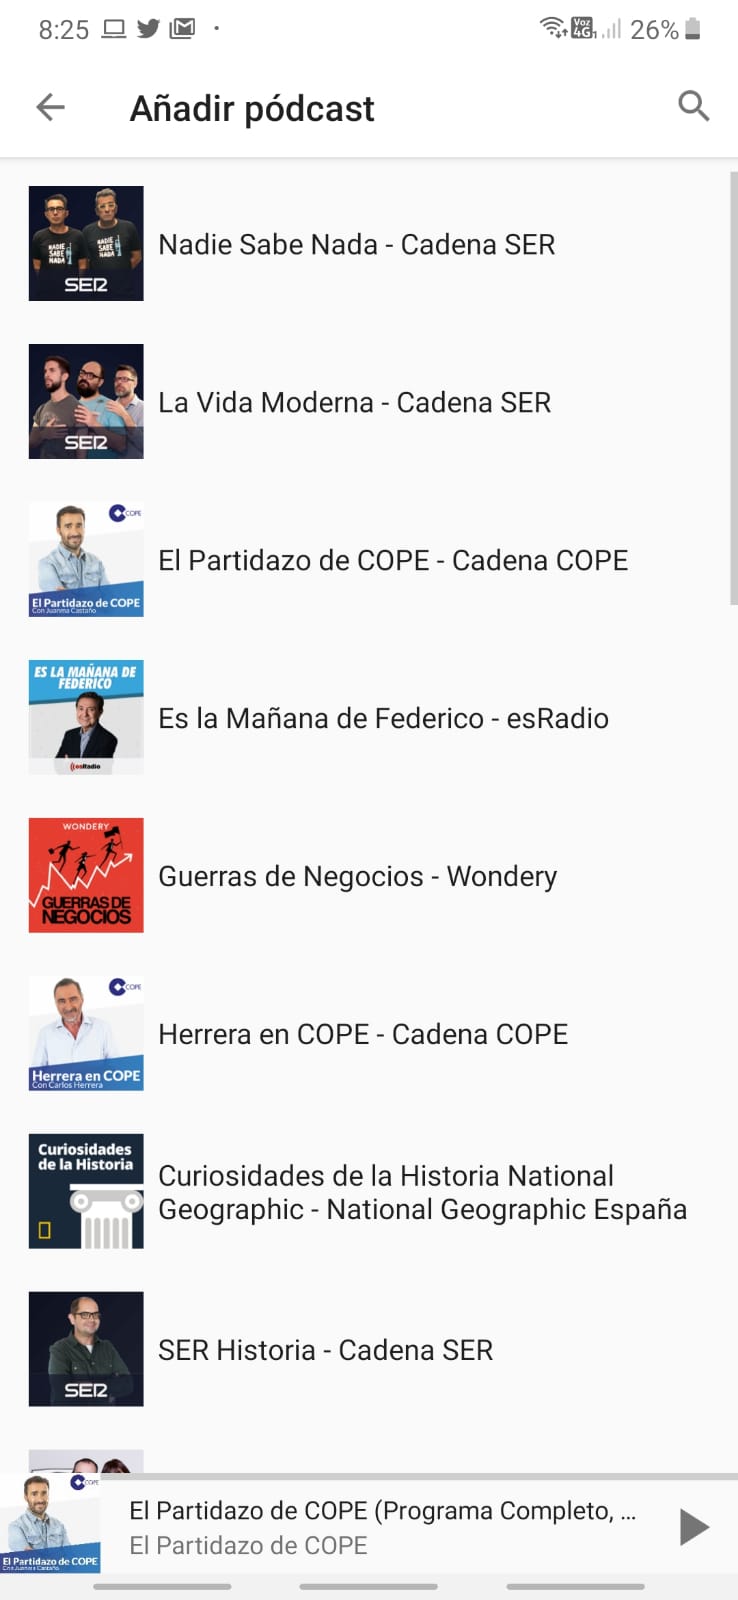 8:25
Voz
4G
26%
Añadir pódcast
NADIE
SABE
NADA
NADIE
SABE
NADA
SER
Nadie Sabe Nada - Cadena SER
SER
La Vida Moderna - Cadena SER
COPE
El Partidazo de COPE
Con Juanma Castaño
El Partidazo de COPE - Cadena COPE
ES LA MAÑANA DE
FEDERICO
esRadio
Es la Mañana de Federico - esRadio
WONDERY
GUERRAS DE
NEGOCIOS
Guerras de Negocios - Wondery
COPE
Herrera en COPE
Con Carlos Herrera
Herrera en COPE - Cadena COPE
Curiosidades
de la Historia
Curiosidades de la Historia National
Geographic - National Geographic España
SER
SER Historia - Cadena SER
COPE
El Partidazo de COPE
Con Juanma Castaño
El Partidazo de COPE (Programa Completo, ...
El Partidazo de COPE